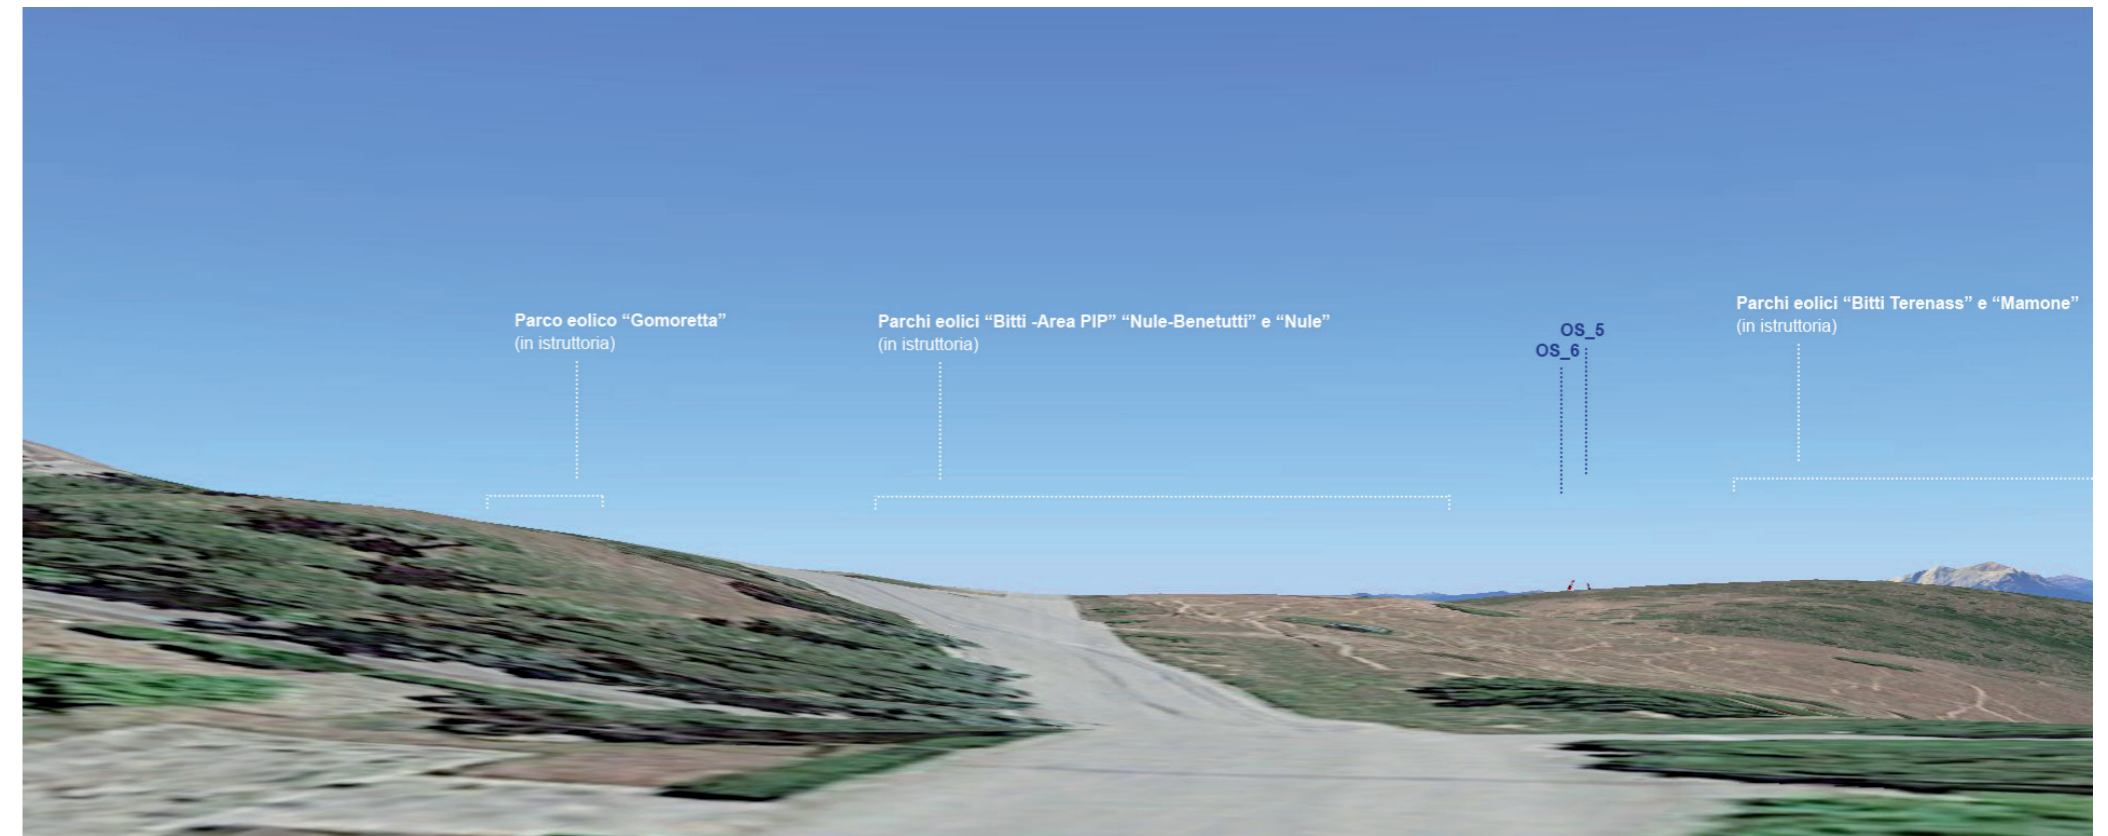 Parco eolico “Gomoretta”
(in istruttoria)
Parchi eolici “Bitti -Area PIP” “Nule-Benetutti” e “Nule”
(in istruttoria)
OS_5
OS_6
Parchi eolici “Bitti Terenass” e “Mamone”
(in istruttoria)